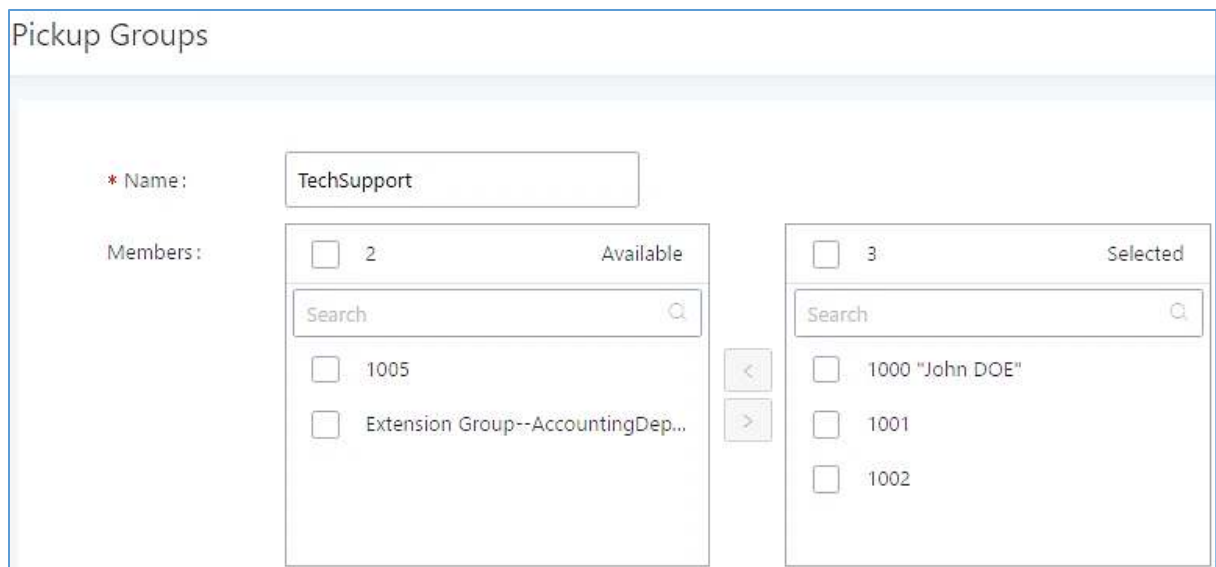 Pickup Groups
* Name: TechSupport
Members: 2 Available 3 Selected
Search Search
1005 < 1000 "John DOE"
Extension Group--AccountingDep... > 1001
1002